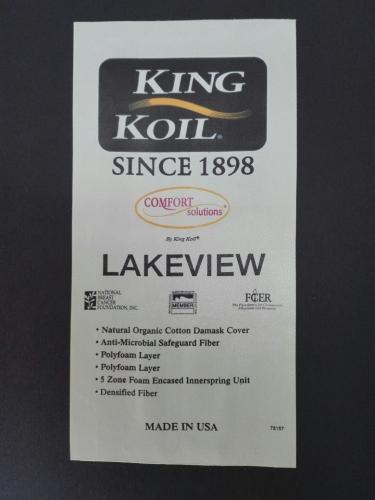 KING
KOIL®
SINCE 1898
COMFORT
solutions®
By King Koil®
LAKEVIEW
NATIONAL
BREAST
CANCER
FOUNDATION, INC.
MEMBER
FCER
• Natural Organic Cotton Damask Cover
• Anti-Microbial Safeguard Fiber
• Polyfoam Layer
• Polyfoam Layer
• 5 Zone Foam Encased Innerspring Unit
• Densified Fiber
MADE IN USA
78157